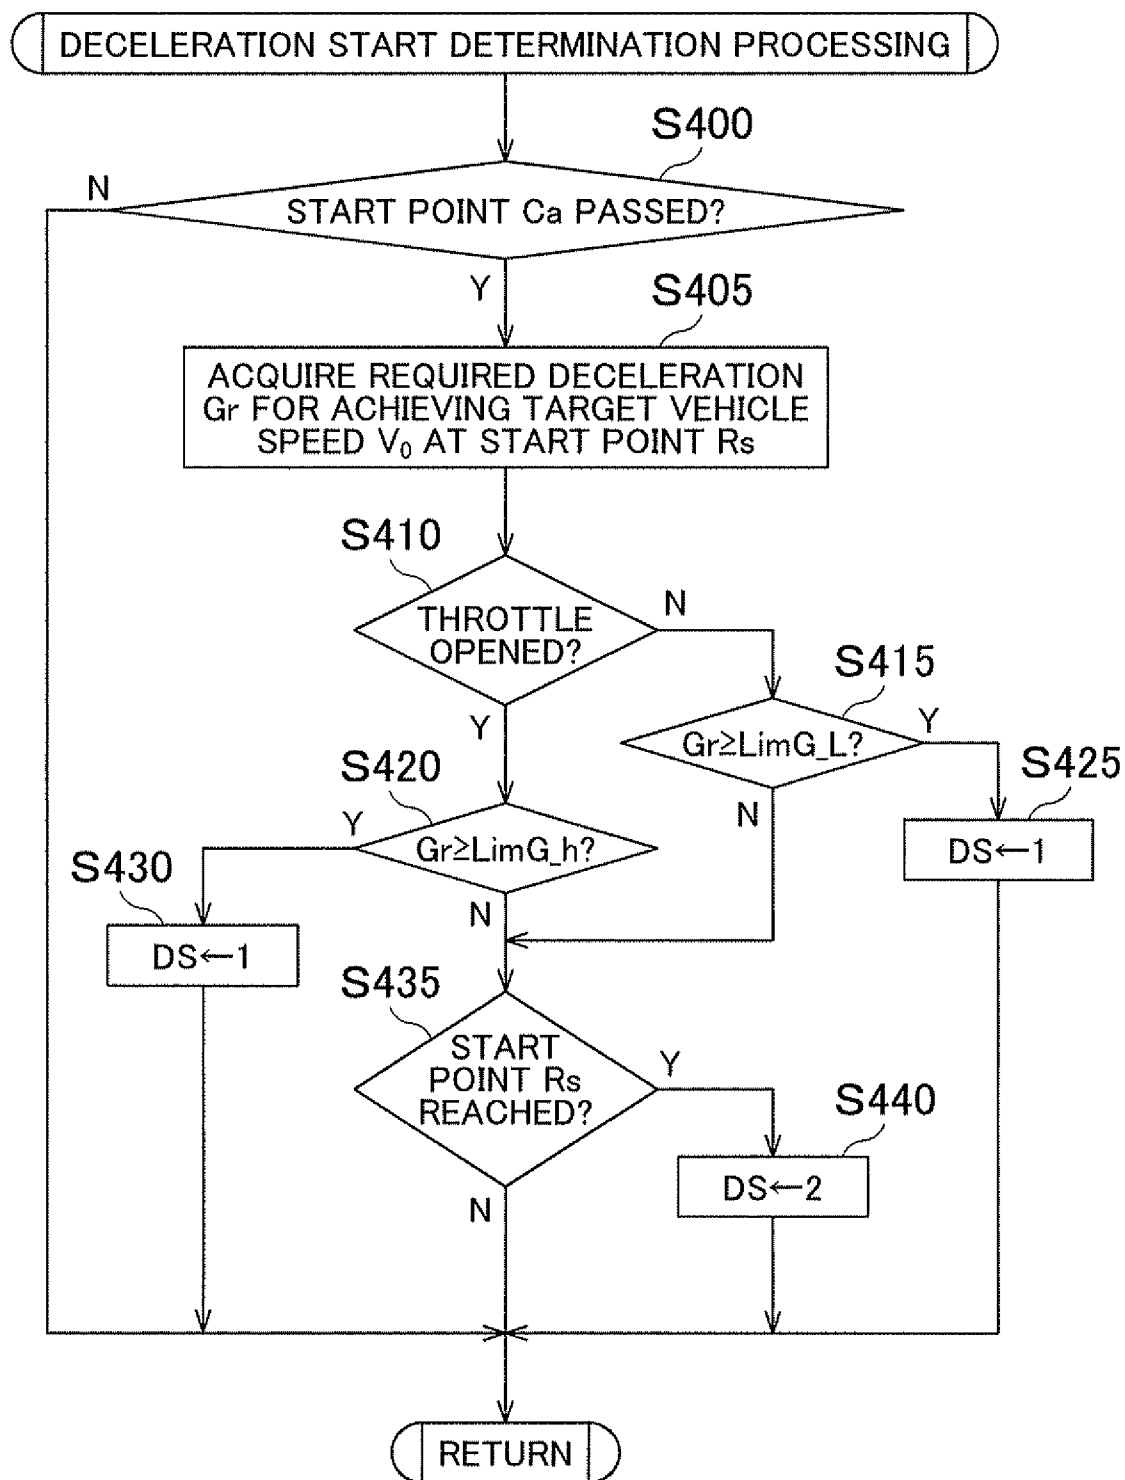 DECELERATION START DETERMINATION PROCESSING
S400
N
START POINT Ca PASSED?
Y
S405
ACQUIRE REQUIRED DECELERATION
Gr FOR ACHIEVING TARGET VEHICLE
SPEED V₀ AT START POINT Rs
S410
THROTTLE
OPENED?
N
Y
S415
Gr≥LimG_L?
Y
N
S425
DS←1
S420
Y
Gr≥LimG_h?
N
S430
DS←1
S435
START
POINT Rs
REACHED?
Y
N
S440
DS←2
RETURN